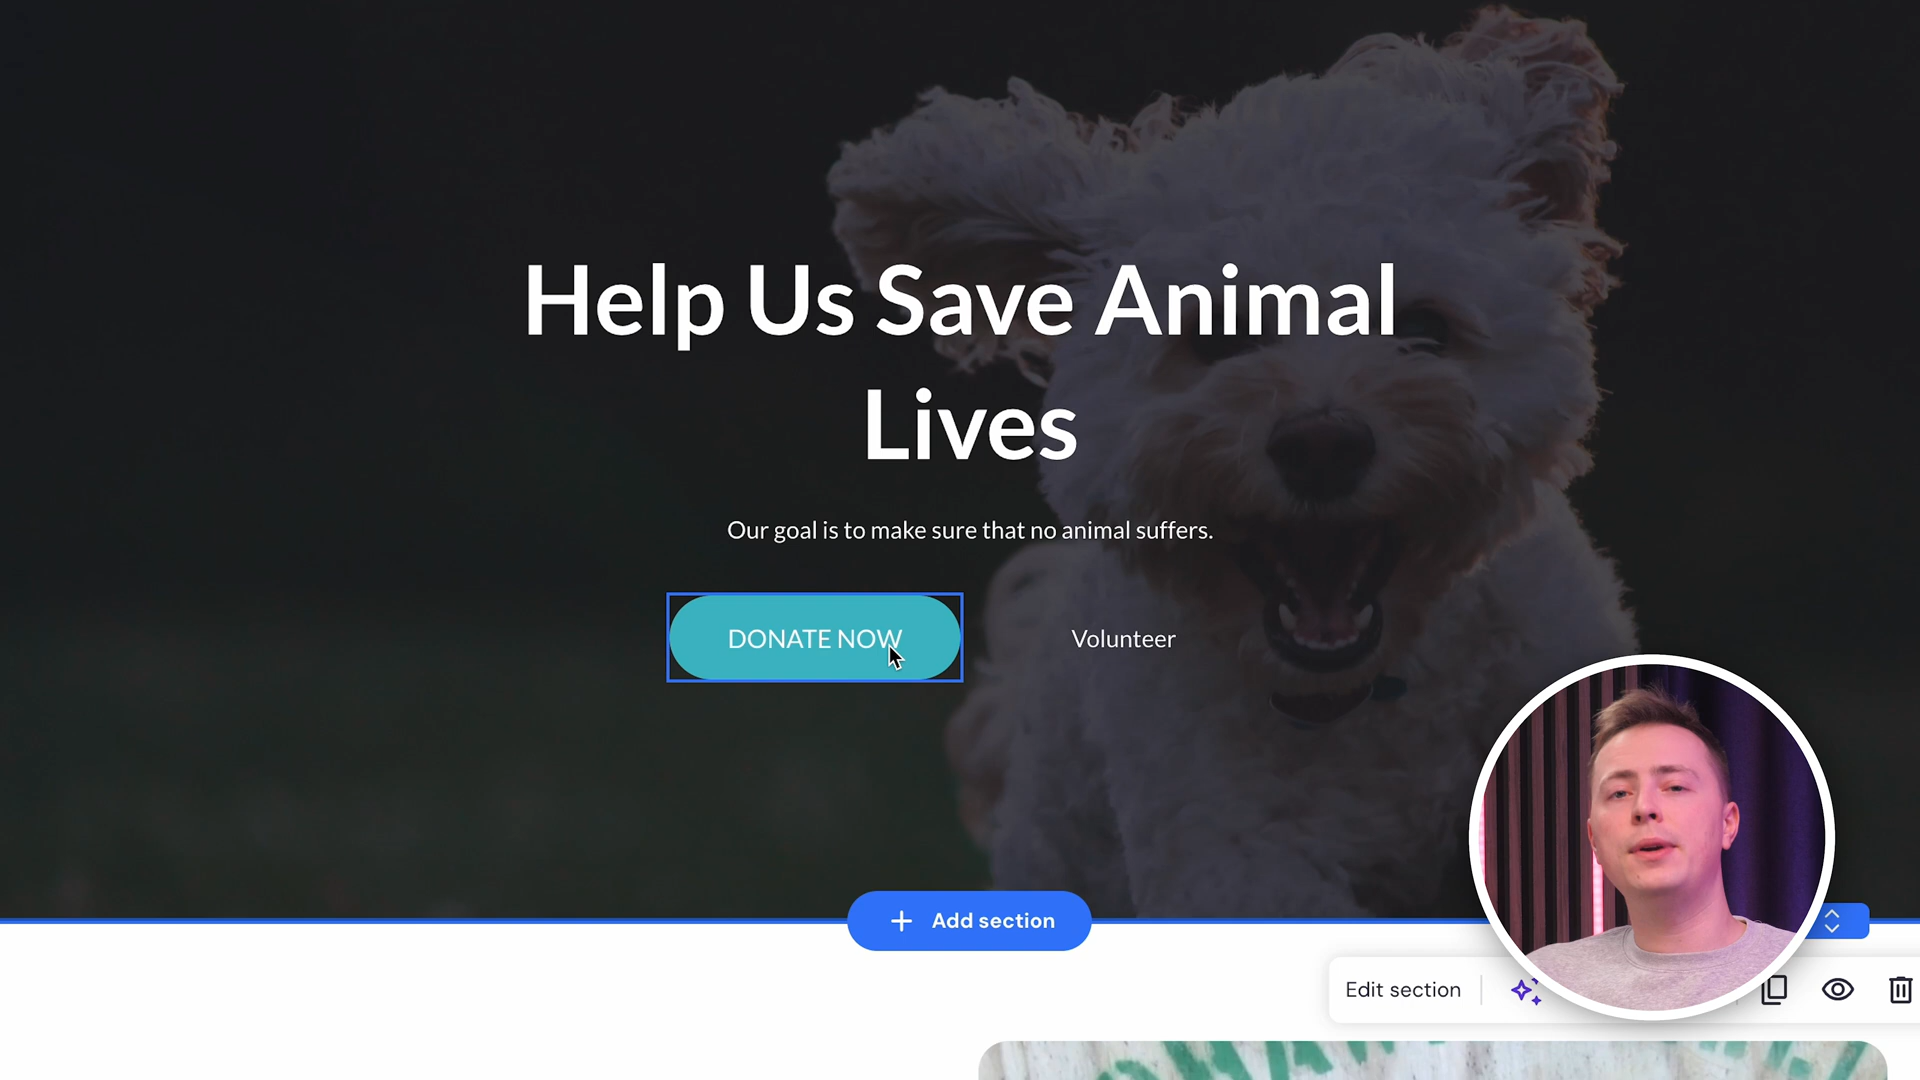 Help Us Save Animal
Lives
Our goal is to make sure that no animal suffers.
DONATE NOW
Volunteer
Add section
Edit section